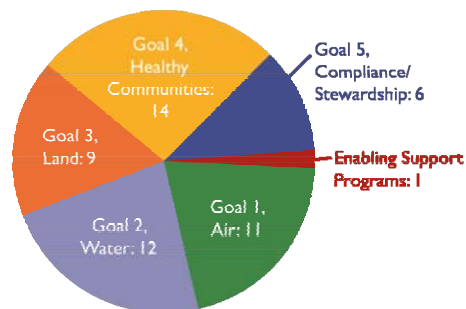 Goal 4,
Healthy
Communities:
14
Goal 5,
Compliance/
Stewardship: 6
Goal 3,
Land: 9
Enabling Support
Programs: 1
Goal 2,
Water: 12
Goal 1,
Air: 11